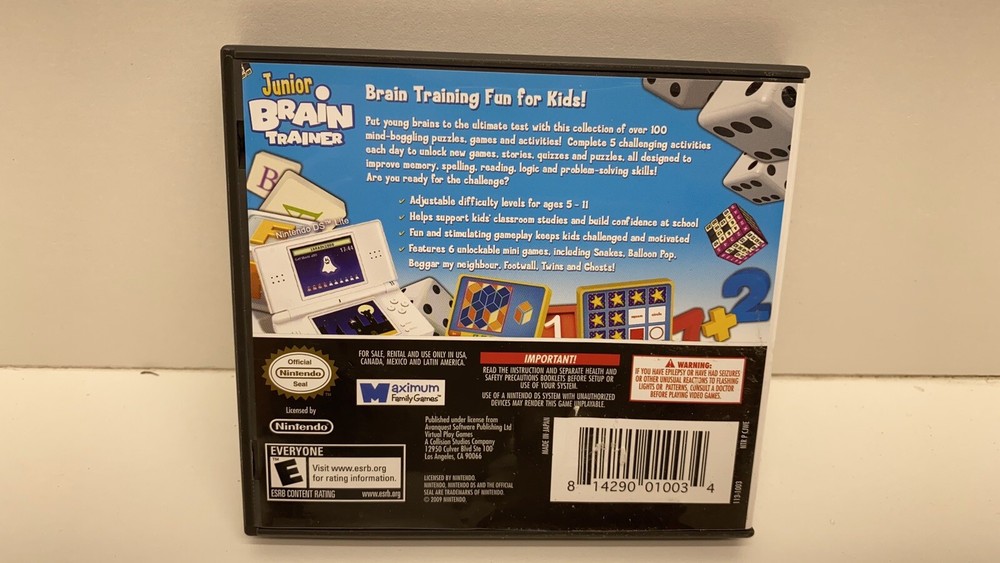 Junior
BRAIN
TRAINER
Brain Training Fun for Kids!
Put young brains to the ultimate test with this collection of over 100
mind-boggling puzzles, games and activities! Complete 5 challenging activities
each day to unlock new games, stories, quizzes and puzzles, all designed to
improve memory, spelling, reading, logic and problem-solving skills!
Are you ready for the challenge?
✓ Adjustable difficulty levels for ages 5 - 11
✓ Helps support kids' classroom studies and build confidence at school
✓ Fun and stimulating gameplay keeps kids challenged and motivated
✓ Features 6 unlockable mini games, including Snakes, Balloon Pop,
Beggar my neighbour, Footwall, Twins and Ghosts!
B
A
Nintendo DS™ Lite
1
7+2
Official
Nintendo
Seal
Licensed by
Nintendo
FOR SALE, RENTAL AND USE ONLY IN USA,
CANADA, MEXICO AND LATIN AMERICA.
Maximum
Family Games™
IMPORTANT!
READ THE INSTRUCTION AND SEPARATE HEALTH AND
SAFETY PRECAUTIONS BOOKLETS BEFORE SETUP OR
USE OF YOUR SYSTEM.
USE OF A NINTENDO DS SYSTEM WITH UNAUTHORIZED
DEVICES MAY RENDER THIS GAME UNPLAYABLE.
WARNING:
IF YOU HAVE EPILEPSY OR HAVE HAD SEIZURES
OR OTHER UNUSUAL REACTIONS TO FLASHING
LIGHTS OR PATTERNS, CONSULT A DOCTOR
BEFORE PLAYING VIDEO GAMES.
Published under license from
Avanquest Software Publishing Ltd
Virtual Play Games
A Collision Studios Company
12950 Culver Blvd Ste 100
Los Angeles, CA 90066
LICENSED BY NINTENDO.
NINTENDO, NINTENDO DS AND THE OFFICIAL
SEAL ARE TRADEMARKS OF NINTENDO.
© 2009 NINTENDO.
EVERYONE
E
Visit www.esrb.org
for rating information.
ESRB CONTENT RATING www.esrb.org
MADE IN JAPAN
8 14290 01003 4
113-1003